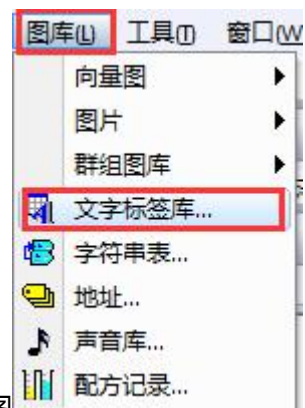 图库(L) 工具(T) 窗口(W
向量图
图片
群组图库
文字标签库...
字符串表...
地址...
声音库...
配方记录...